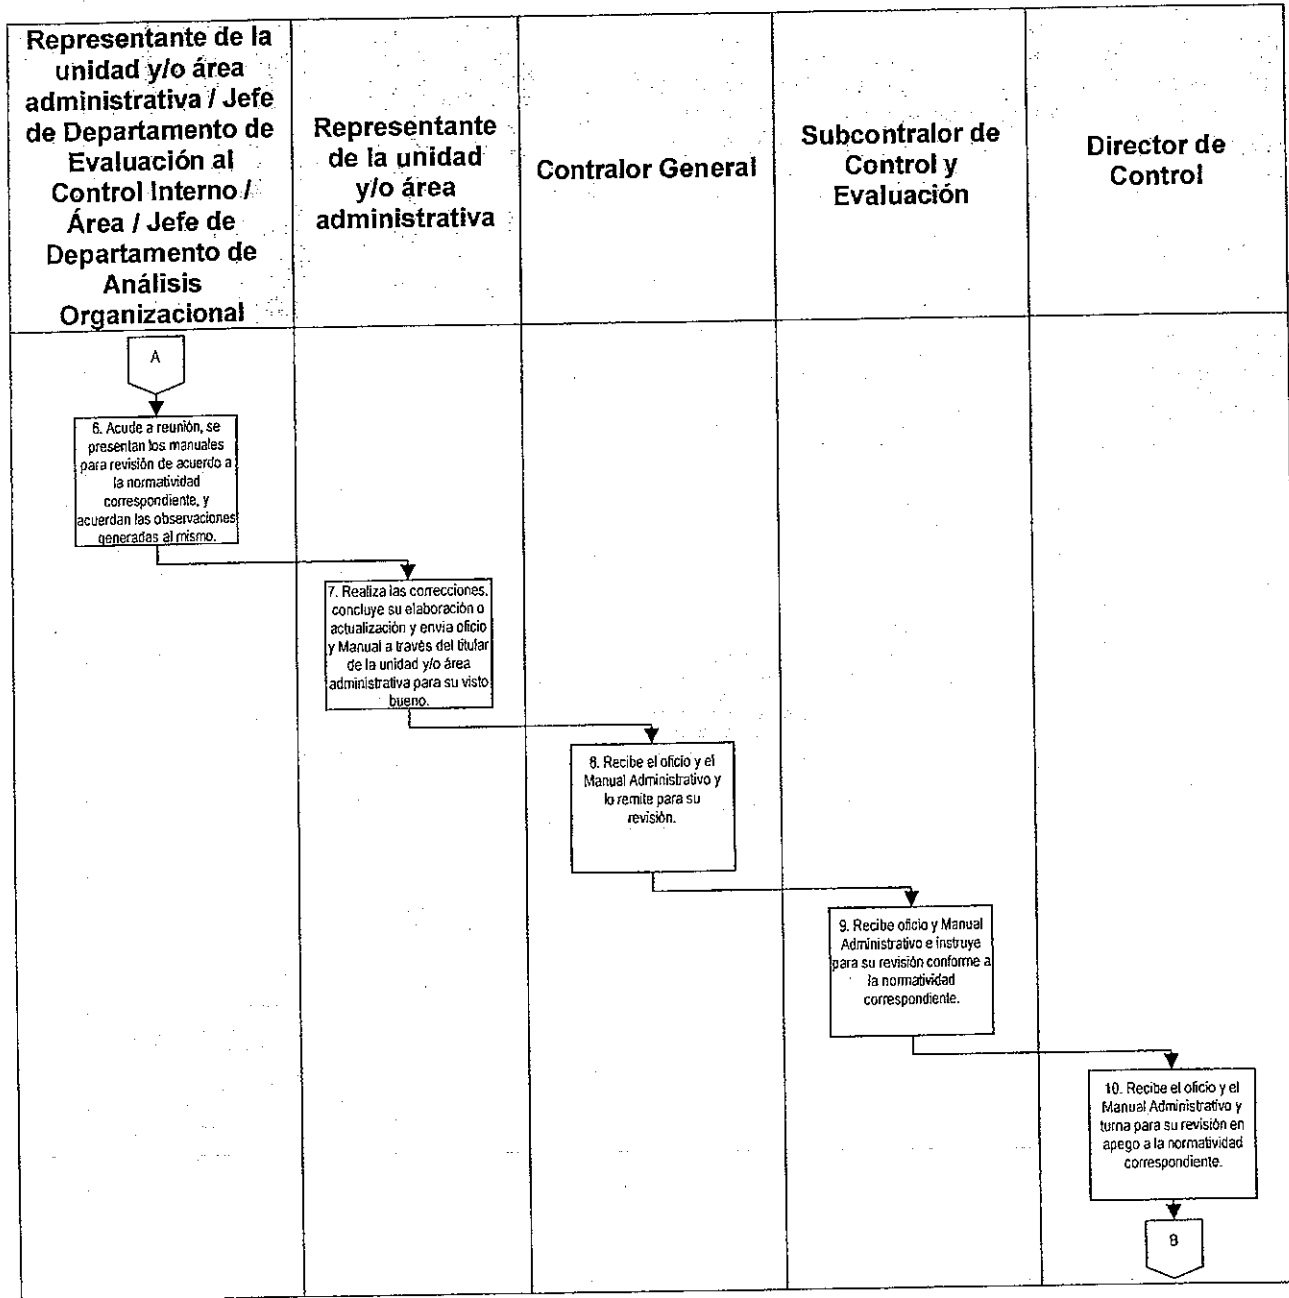 Representante de la
unidad y/o área
administrativa / Jefe
de Departamento de
Evaluación al
Control Interno /
Área / Jefe de
Departamento de
Análisis
Organizacional
Representante
de la unidad
y/o área
administrativa
Contralor General
Subcontralor de
Control y
Evaluación
Director de
Control
A
6. Acude a reunión, se
presentan los manuales
para revisión de acuerdo a
la normatividad
correspondiente, y
acuerdan las observaciones
generadas al mismo.
7. Realiza las correcciones,
concluye su elaboración o
actualización y envia oficio
y Manual a través del titular
de la unidad y/o área
administrativa para su visto
bueno.
8. Recibe el oficio y el
Manual Administrativo y
lo remite para su
revisión.
9. Recibe oficio y Manual
Administrativo e instruye
para su revisión conforme a
la normatividad
correspondiente.
10. Recibe el oficio y el
Manual Administrativo y
turna para su revisión en
apego a la normatividad
correspondiente.
B